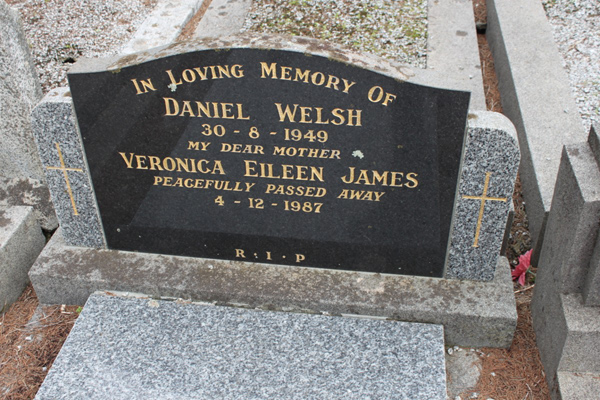 In Loving Memory Of
Daniel Welsh
30 - 8 - 1949
My Dear Mother
Veronica Eileen James
Peacefully Passed Away
4 - 12 - 1987
R · I · P